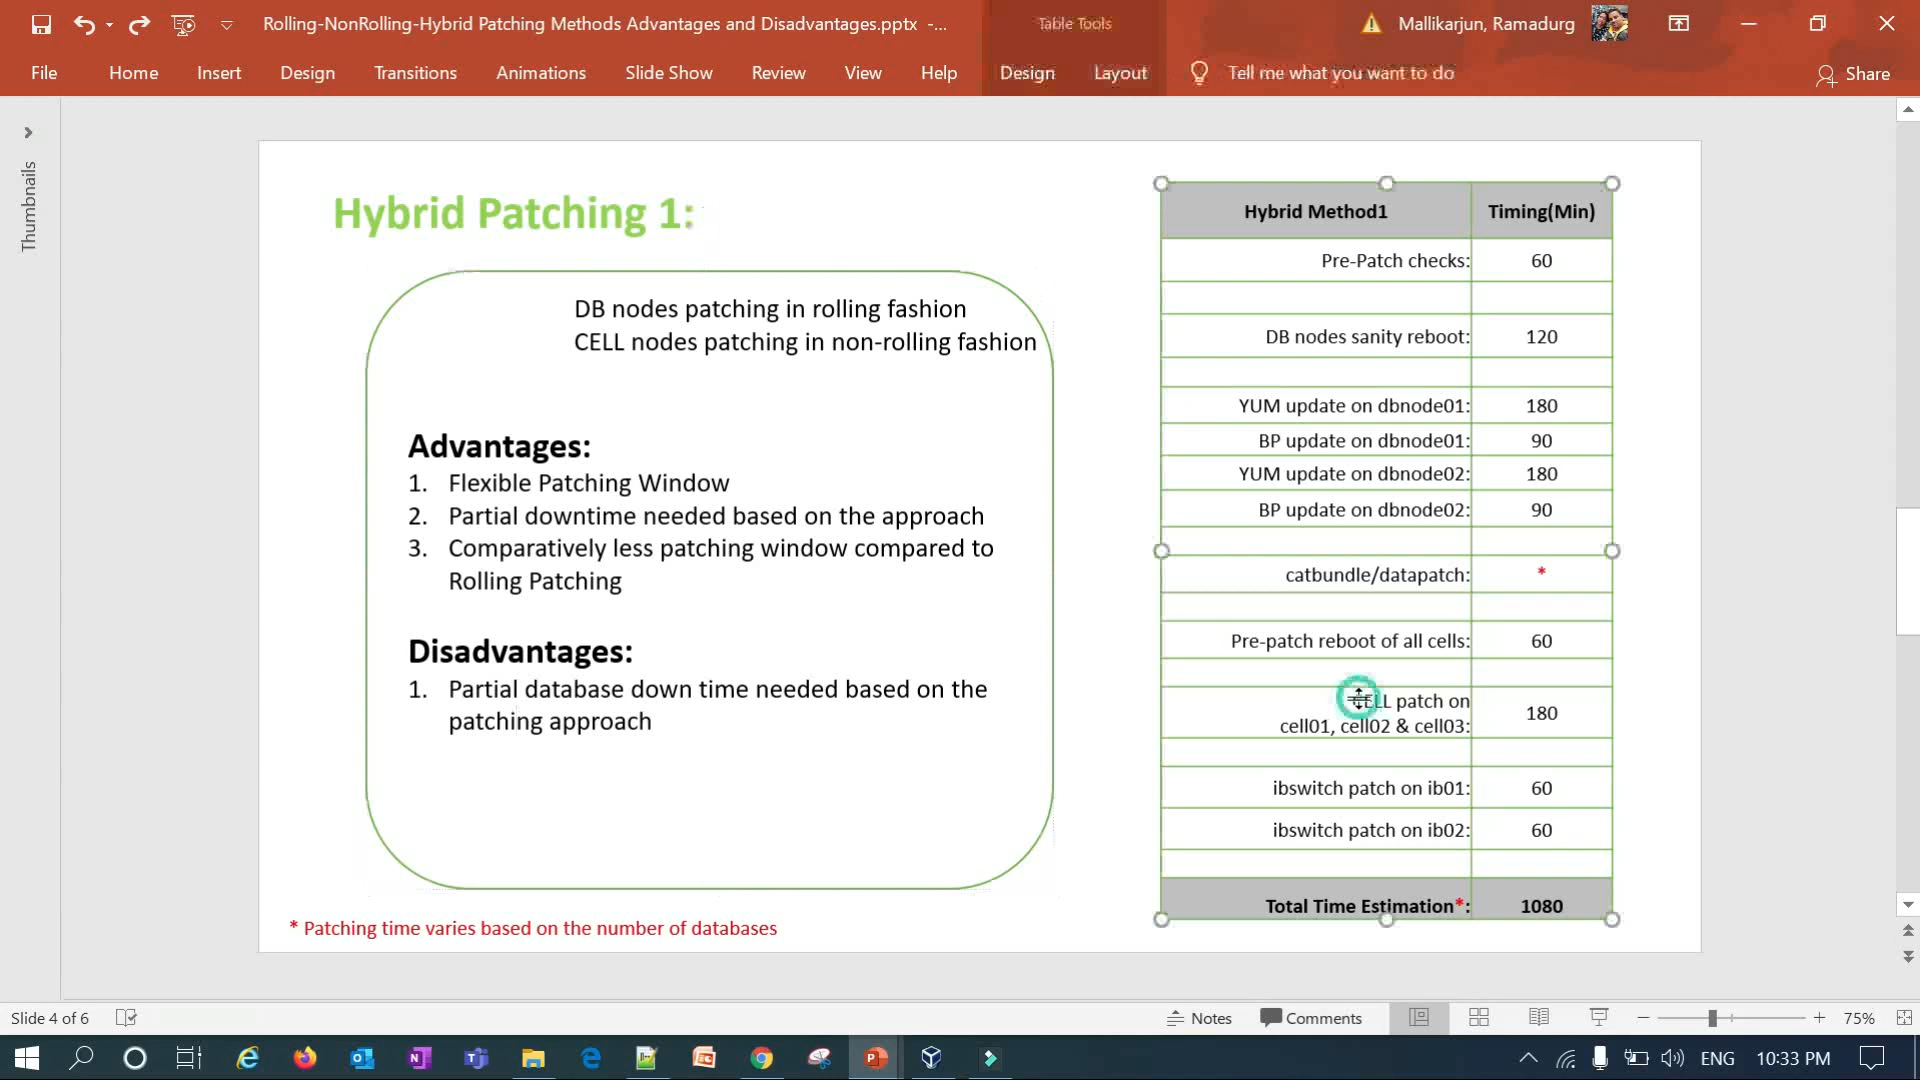 Rolling-NonRolling-Hybrid Patching Methods Advantages and Disadvantages.pptx -...
Table Tools
Mallikarjun, Ramadurg
File Home Insert Design Transitions Animations Slide Show Review View Help Design Layout Tell me what you want to do Share
Thumbnails
Hybrid Patching 1:
DB nodes patching in rolling fashion
CELL nodes patching in non-rolling fashion
Advantages:
1. Flexible Patching Window
2. Partial downtime needed based on the approach
3. Comparatively less patching window compared to
Rolling Patching
Disadvantages:
1. Partial database down time needed based on the
patching approach
* Patching time varies based on the number of databases
Hybrid Method1 Timing(Min)
Pre-Patch checks: 60
DB nodes sanity reboot: 120
YUM update on dbnode01: 180
BP update on dbnode01: 90
YUM update on dbnode02: 180
BP update on dbnode02: 90
catbundle/datapatch: *
Pre-patch reboot of all cells: 60
CELL patch on
cell01, cell02 & cell03: 180
ibswitch patch on ib01: 60
ibswitch patch on ib02: 60
Total Time Estimation*: 1080
Slide 4 of 6 Notes Comments 75%
ENG 10:33 PM